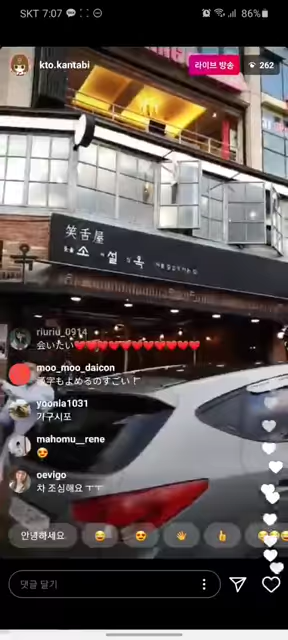 SKT 7:07
86%
kto.kantabi
라이브 방송
262
笑舌屋
소설옥
riuriu_0914
会いたい❤❤❤❤❤❤❤❤❤❤❤
moo_moo_daicon
漢字もよめるのすごい！
yoonla1031
가구시포
mahomu__rene
😍
oevigo
차 조심해요 ㅜㅜ
안녕하세요
댓글 달기